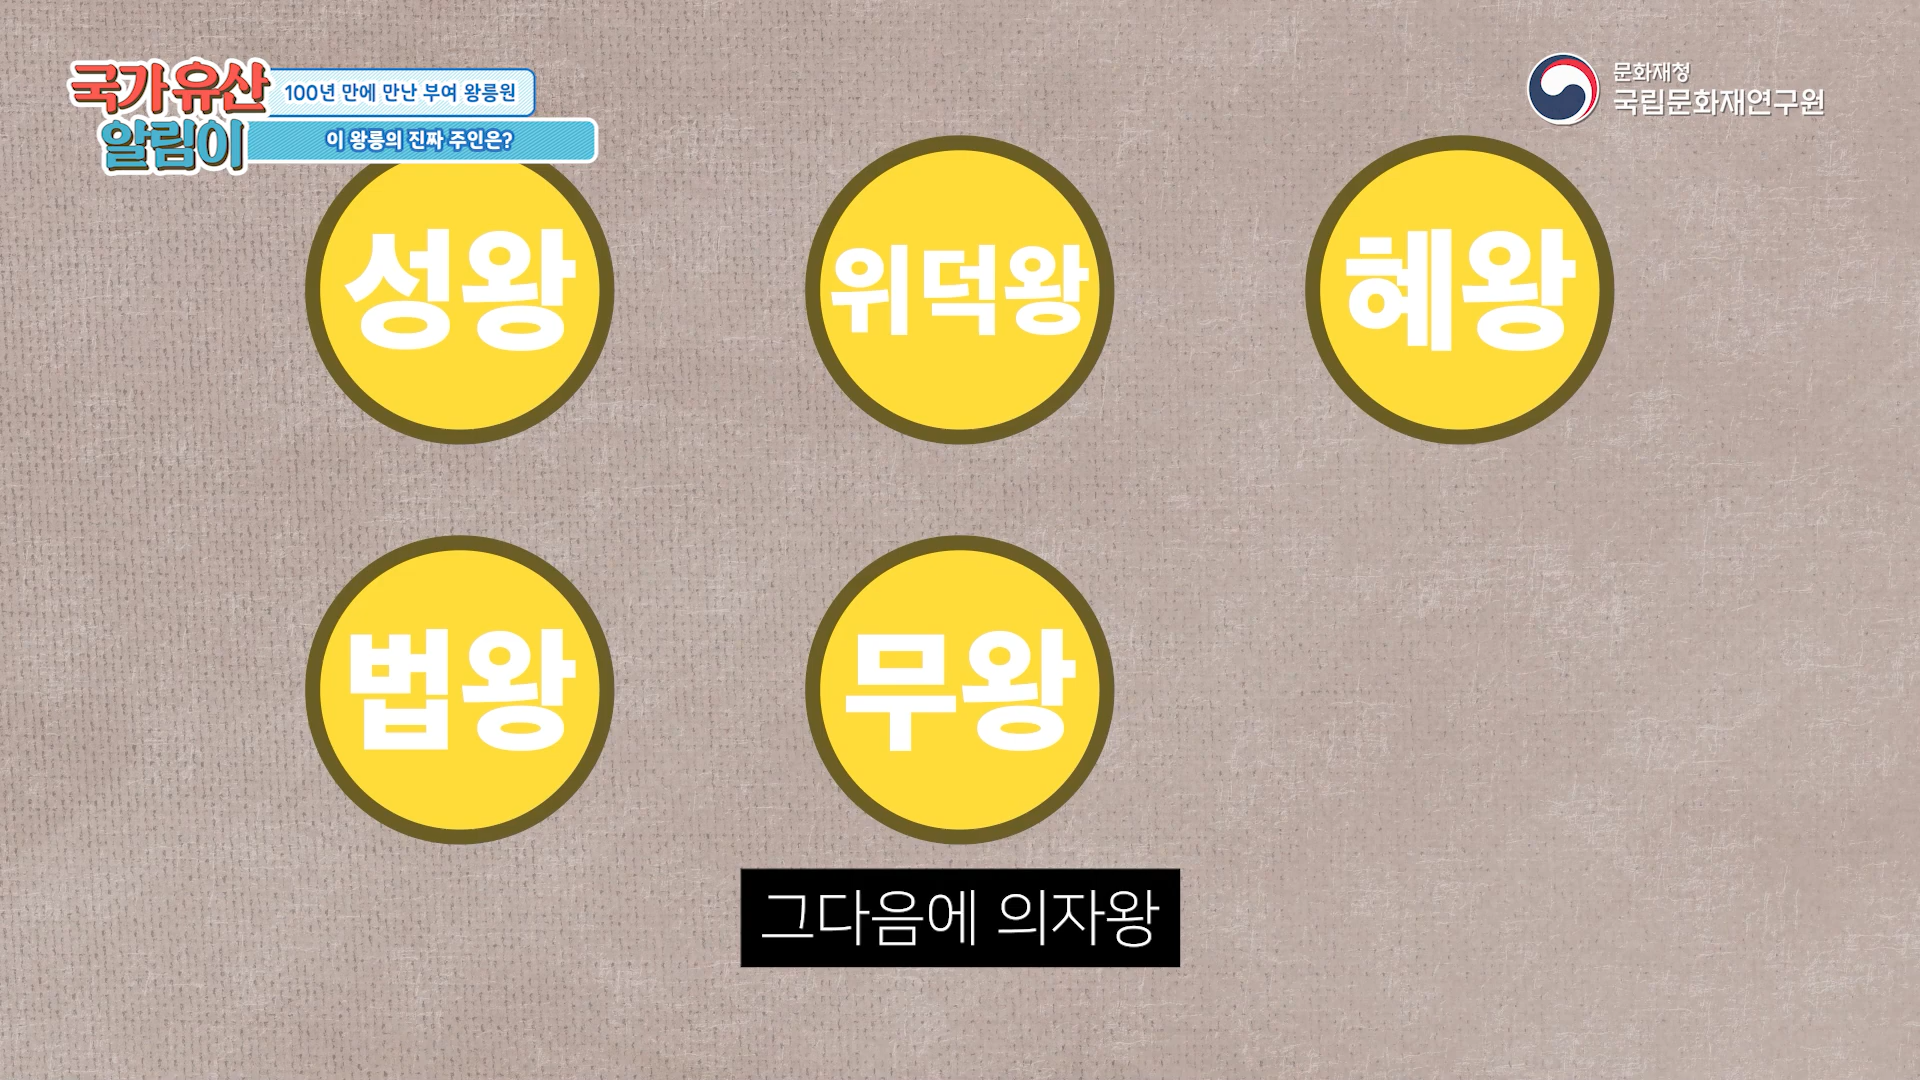 국가유산
알림이
100년 만에 만난 부여 왕릉원
이 왕릉의 진짜 주인은?
문화재청
국립문화재연구원
성왕
위덕왕
혜왕
법왕
무왕
그다음에 의자왕